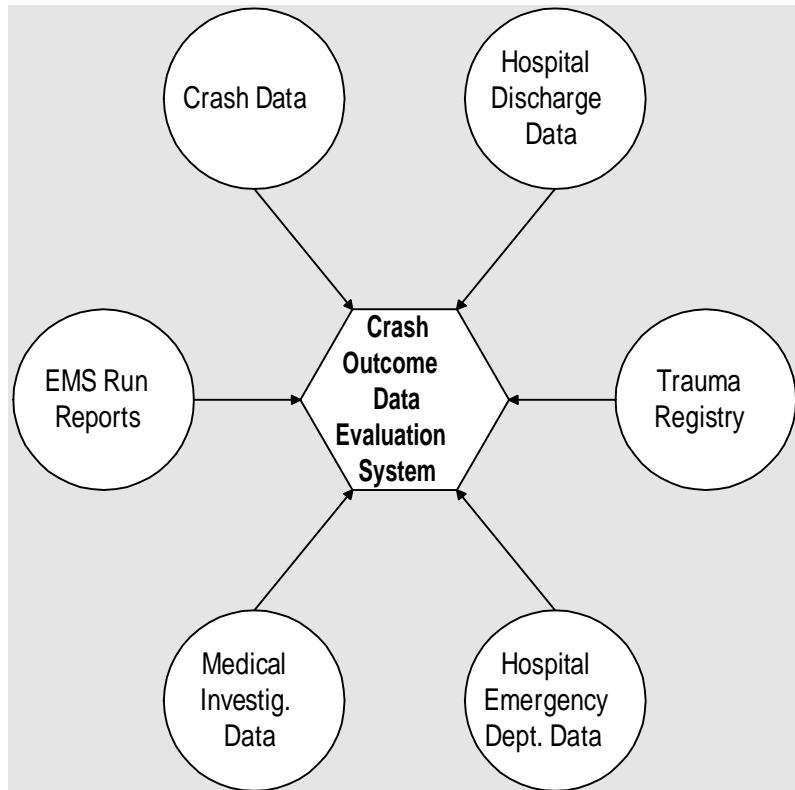 Crash Data
Hospital
Discharge
Data
EMS Run
Reports
Crash
Outcome
Data
Evaluation
System
Trauma
Registry
Medical
Investig.
Data
Hospital
Emergency
Dept. Data